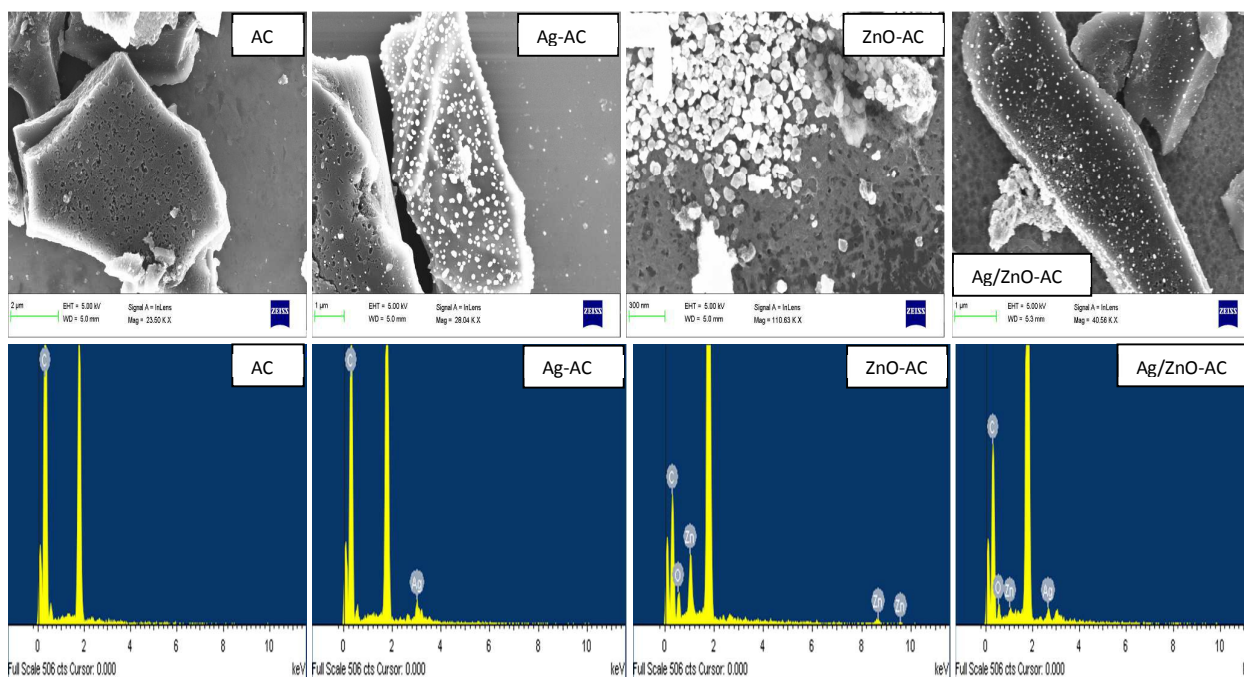 AC
2 µm
EHT = 5.00 kV
WD = 5.0 mm
Signal A = InLens
Mag = 23.50 K X
ZEISS
Ag-AC
1 µm
EHT = 5.00 kV
WD = 5.0 mm
Signal A = InLens
Mag = 28.04 K X
ZEISS
ZnO-AC
300 nm
EHT = 5.00 kV
WD = 5.0 mm
Signal A = InLens
Mag = 110.63 K X
ZEISS
Ag/ZnO-AC
1 µm
EHT = 5.00 kV
WD = 5.3 mm
Signal A = InLens
Mag = 40.56 K X
ZEISS
AC
C
0 2 4 6 8 10
Full Scale 506 cts Cursor: 0.000 keV
Ag-AC
C
Ag
0 2 4 6 8 10
Full Scale 506 cts Cursor: 0.000 keV
ZnO-AC
C
Zn
O
Zn
Zn
0 2 4 6 8 10
Full Scale 506 cts Cursor: 0.000 keV
Ag/ZnO-AC
C
O
Zn
Ag
0 2 4 6 8 10
Full Scale 506 cts Cursor: 0.000